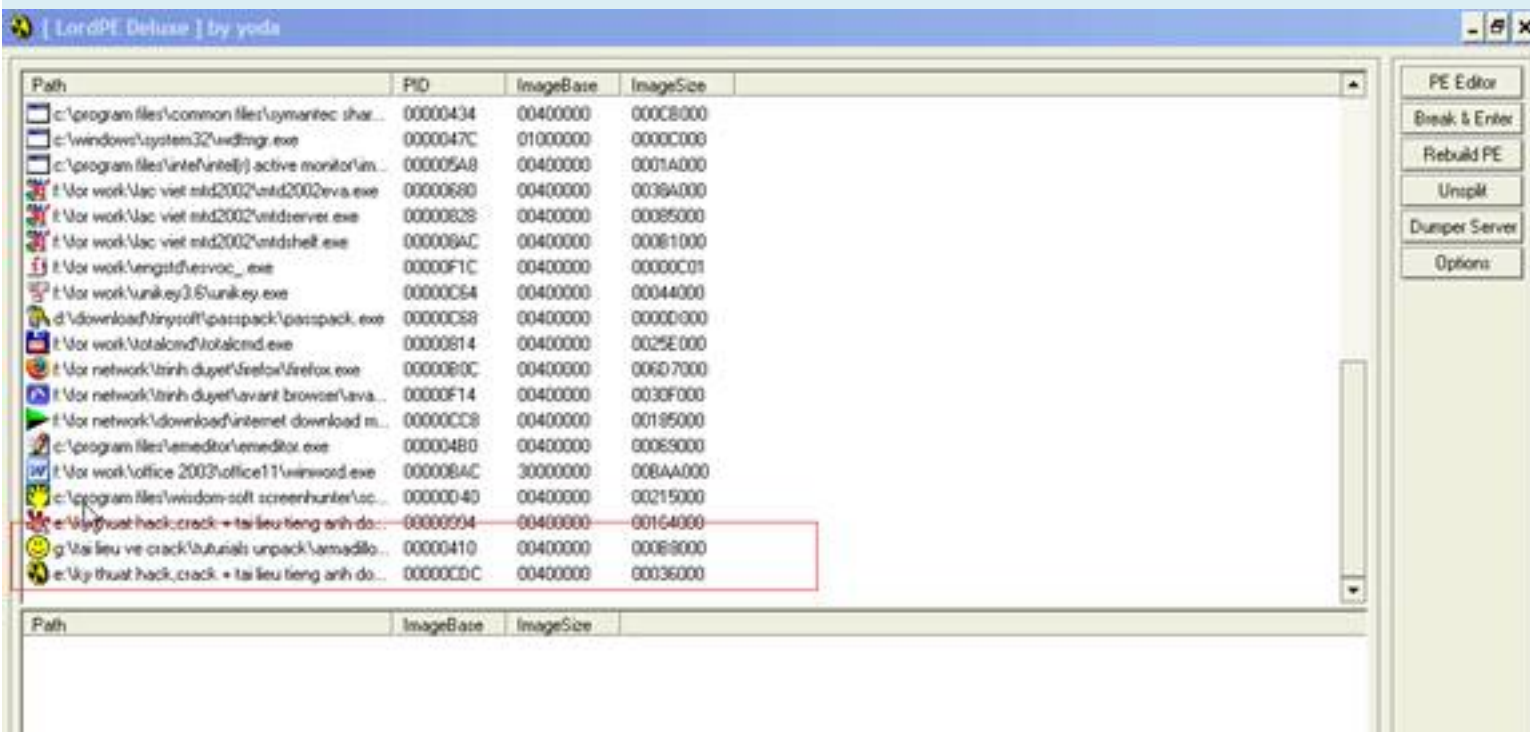 [ LordPE Deluxe ] by yoda
Path PID ImageBase ImageSize
c:\program files\common files\symantec shar... 00000434 00400000 000CB000
c:\windows\system32\wdfmgr.exe 0000047C 01000000 0000C000
c:\program files\intel\intel(r) active monitor\im... 000005A8 00400000 0001A000
f:\for work\lac viet mtd2002\mtd2002eva.exe 00000680 00400000 0038A000
f:\for work\lac viet mtd2002\mtdserver.exe 00000828 00400000 00085000
f:\for work\lac viet mtd2002\mtdshell.exe 000008AC 00400000 00081000
f:\for work\engstd\esvoc_.exe 00000F1C 00400000 00000C01
f:\for work\unikey3.6\unikey.exe 00000C64 00400000 00044000
d:\download\tinysoft\passpack\passpack.exe 00000C68 00400000 0000D000
f:\for work\totalcmd\totalcmd.exe 00000814 00400000 0025E000
f:\for network\trinh duyet\firefox\firefox.exe 00000B0C 00400000 006D7000
f:\for network\trinh duyet\avant browser\ava... 00000F14 00400000 0030F000
f:\for network\download\internet download m... 00000CC8 00400000 00185000
c:\program files\emeditor\emeditor.exe 000004B0 00400000 00069000
f:\for work\office 2003\office11\winword.exe 00000BAC 30000000 00BAA000
c:\program files\wisdom-soft screenhunter\sc... 00000D40 00400000 00215000
e:\ky thuat hack,crack + tai lieu tieng anh do... 00000994 00400000 00164000
g:\tai lieu ve crack\tuturials unpack\armadillo... 00000410 00400000 000B8000
e:\ky thuat hack,crack + tai lieu tieng anh do... 00000CDC 00400000 00036000
Path ImageBase ImageSize
PE Editor
Break & Enter
Rebuild PE
Unsplit
Dumper Server
Options